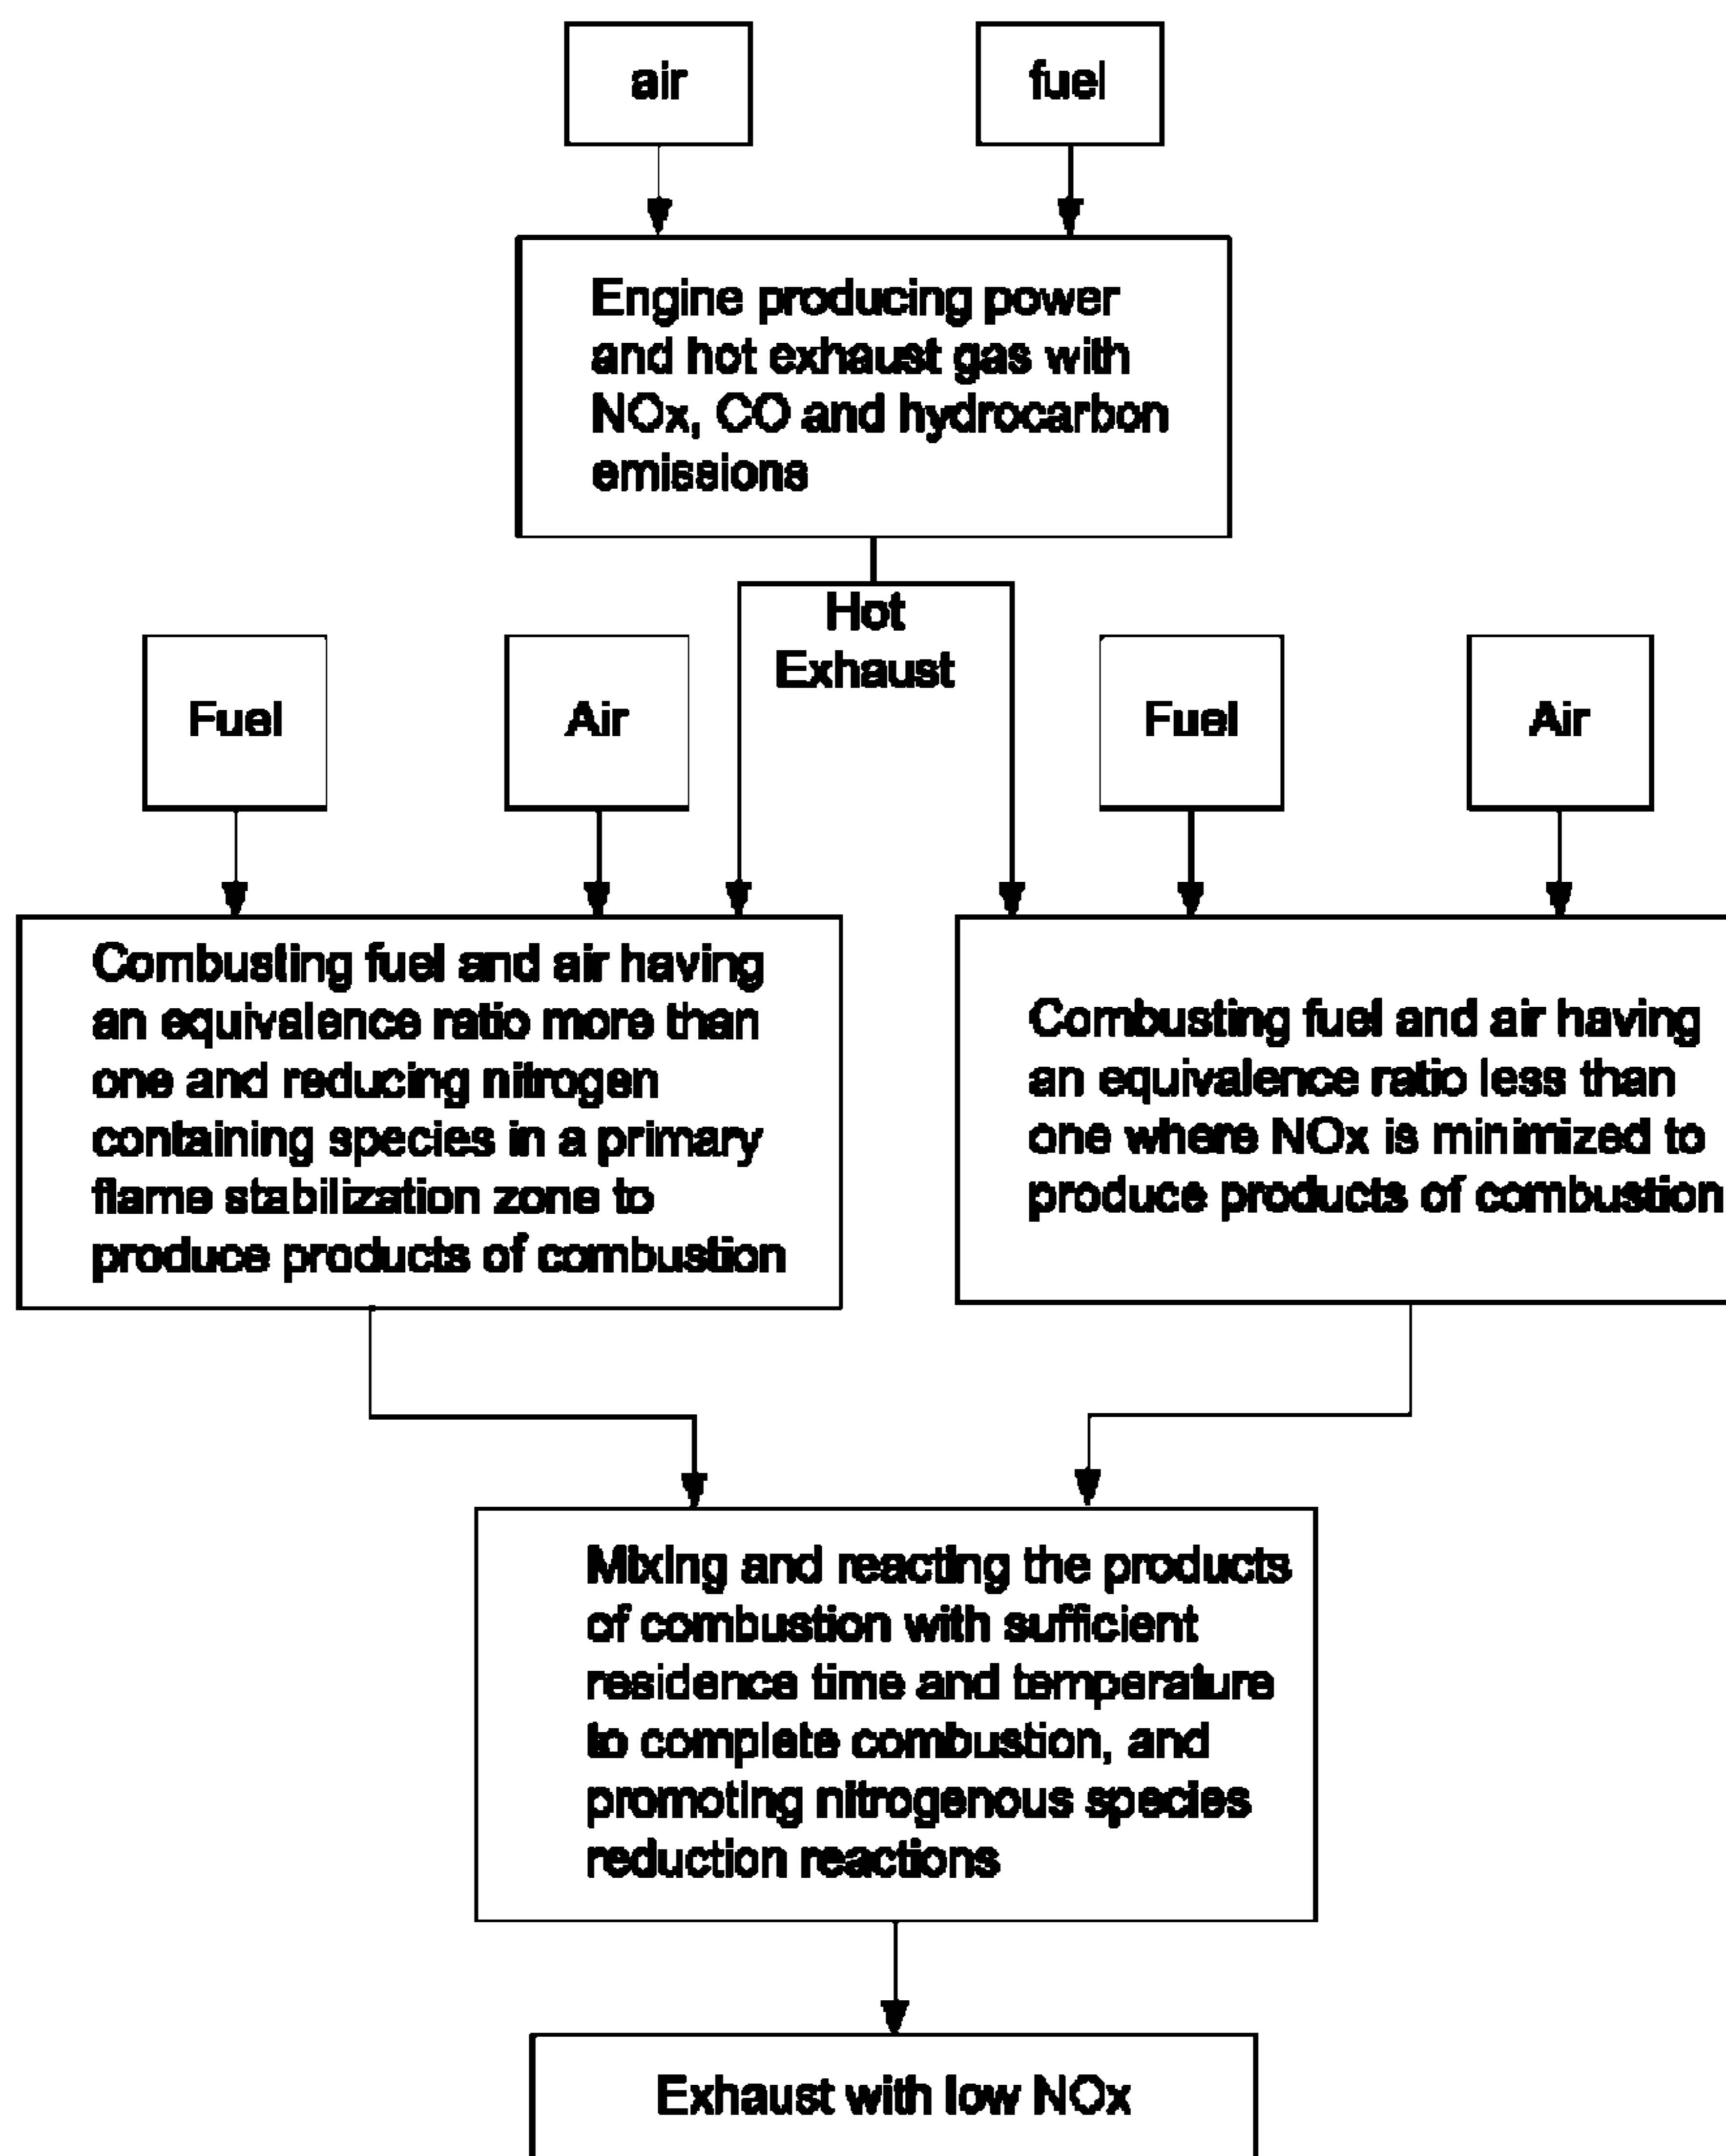 air
fuel
Engine producing power
and hot exhaust gas with
NOx, CO and hydrocarbon
emissions
Hot
Exhaust
Fuel
Air
Fuel
Air
Combusting fuel and air having
an equivalence ratio more than
one and reducing nitrogen
containing species in a primary
flame stabilization zone to
produce products of combustion
Combusting fuel and air having
an equivalence ratio less than
one where NOx is minimized to
produce products of combustion
Mixing and reacting the products
of combustion with sufficient
residence time and temperature
to complete combustion, and
promoting nitrogenous species
reduction reactions
Exhaust with low NOx